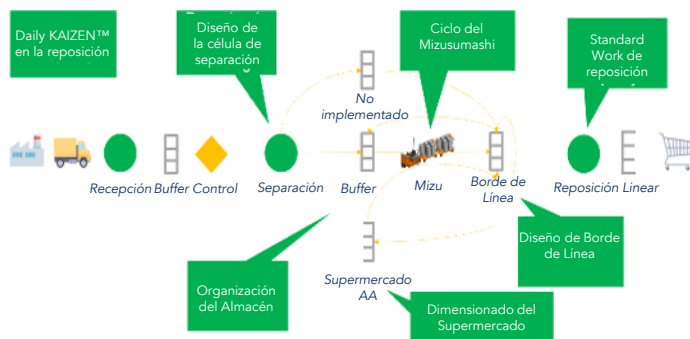 Daily KAIZEN™
en la reposición
Diseño de
la célula de
separación
Ciclo del
Mizusumashi
Standard
Work de
reposición
No
implementado
Recepción
Buffer
Control
Separación
Buffer
Mizu
Borde de
Línea
Reposición
Linear
Diseño de Borde
de Línea
Organización
del Almacén
Supermercado
AA
Dimensionado del
Supermercado